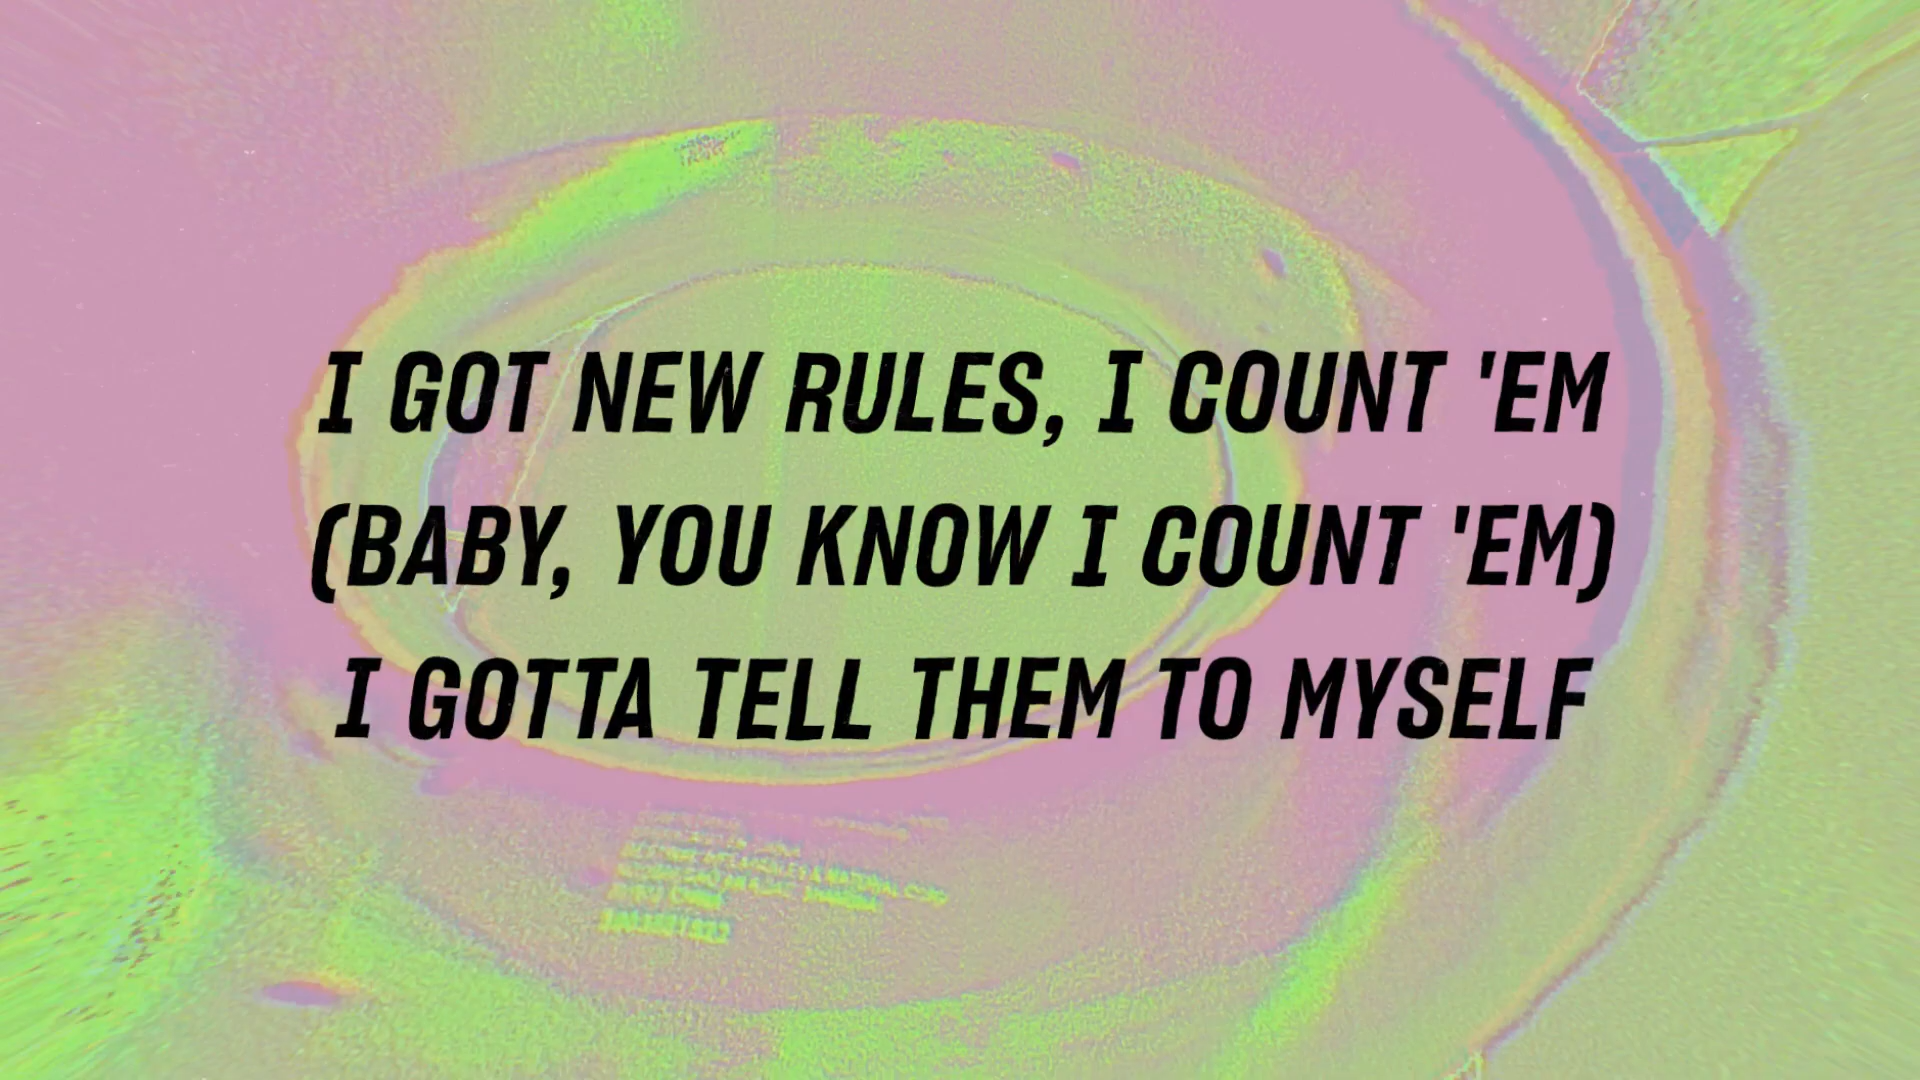 I GOT NEW RULES, I COUNT 'EM
(BABY, YOU KNOW I COUNT 'EM)
I GOTTA TELL THEM TO MYSELF